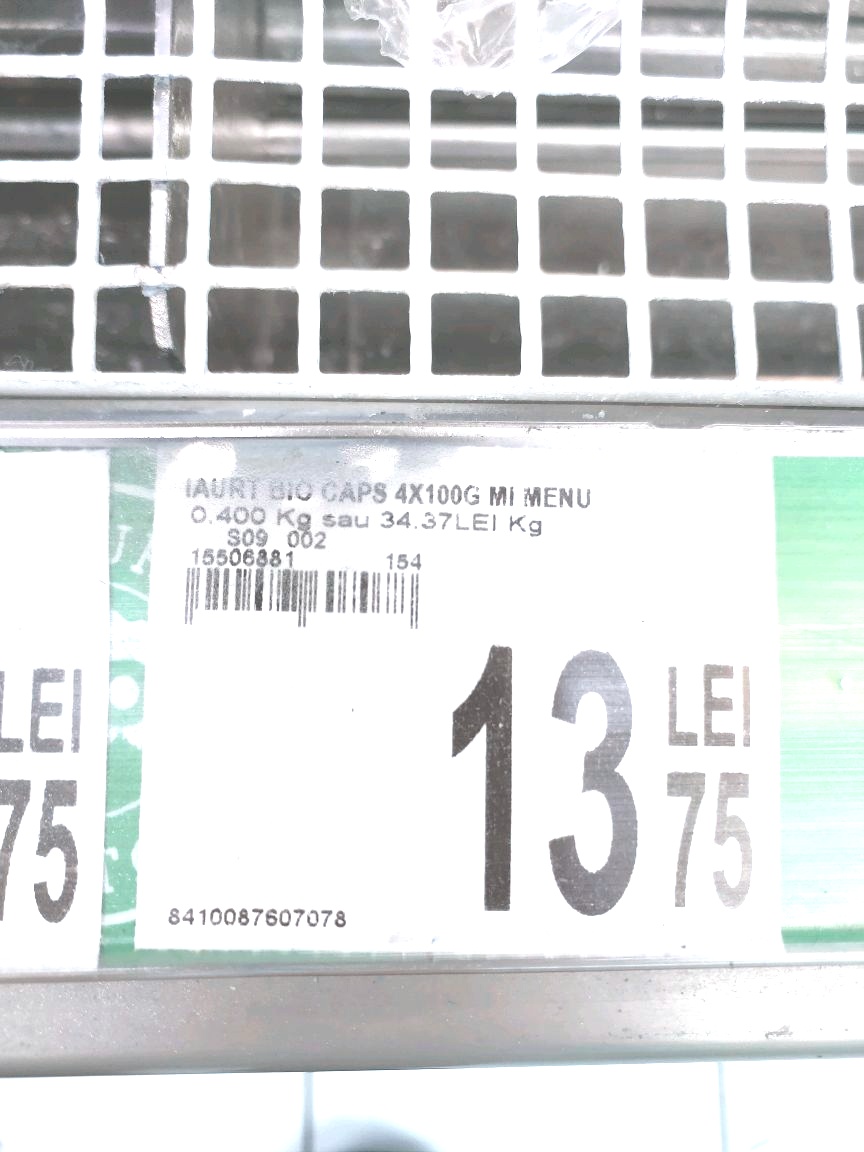 IAURT BIO CAPS 4X100G MI MENU
0.400 Kg sau 34.37LEI Kg
S09 002
15506881 154
13 LEI 75
8410087607078
LEI
75